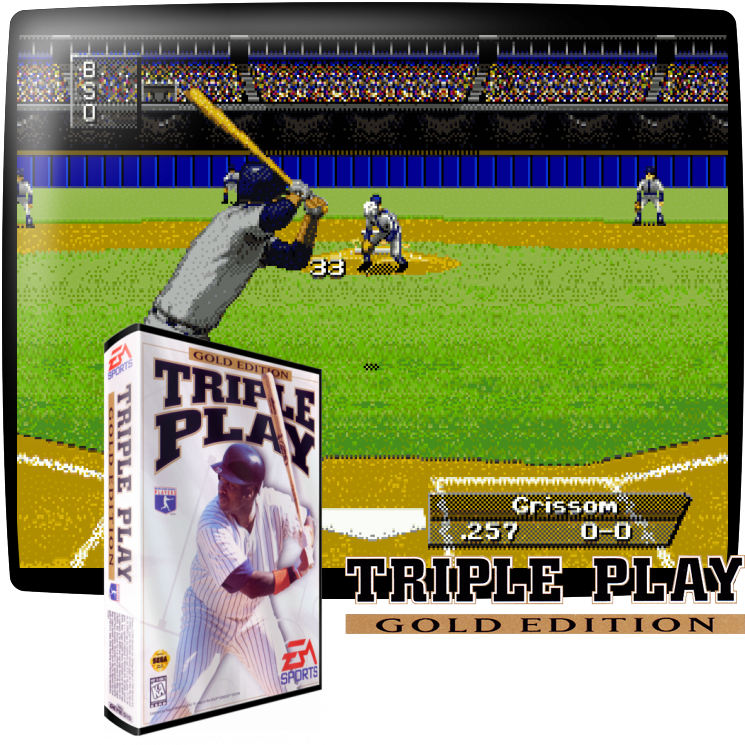 B
S
O
33
Grissom
.257 0-0
EA
SPORTS
TRIPLE PLAY
GOLD EDITION
GOLD EDITION
TRIPLE
PLAY
PLAYERS
SEGA
K-A
EA
SPORTS
TRIPLE PLAY
GOLD EDITION